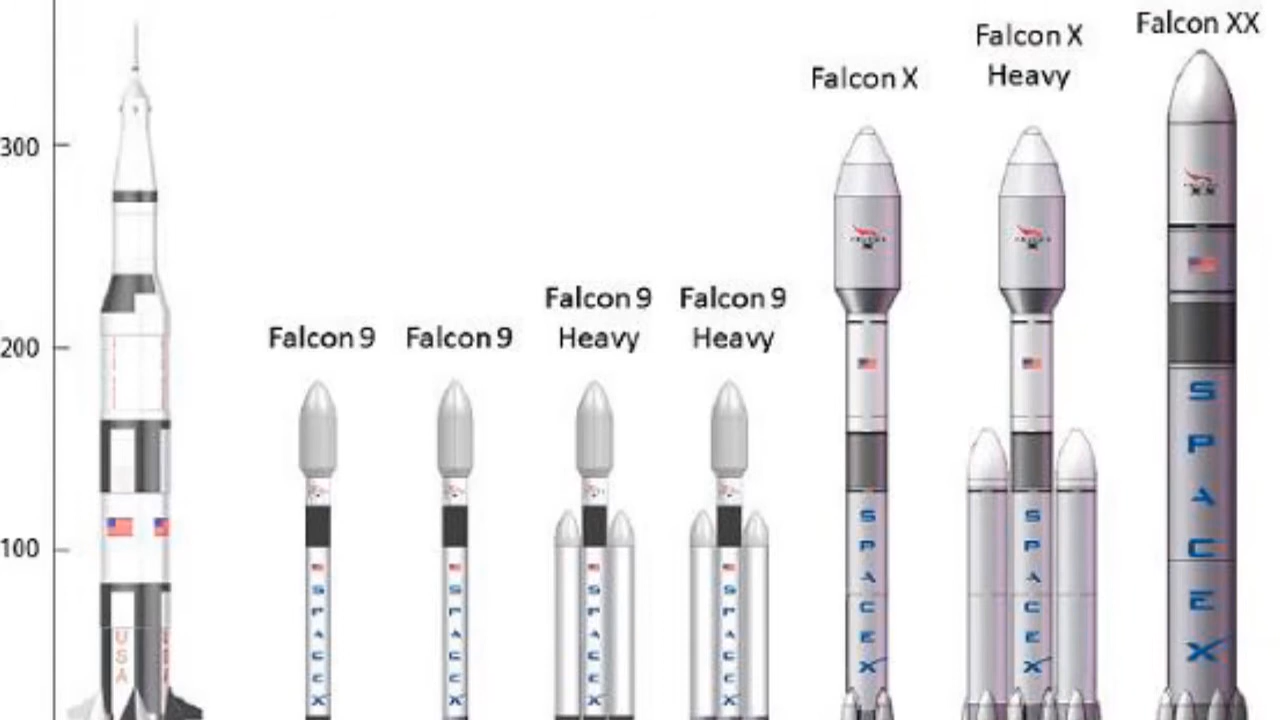 Falcon XX
Falcon X
Heavy
Falcon X
300
Falcon 9
Heavy
Falcon 9
Heavy
Falcon 9
Falcon 9
200
100
USA
SPACEX
SPACEX
SPACEX
SPACEX
SPACEX
SPACEX
SPACEX